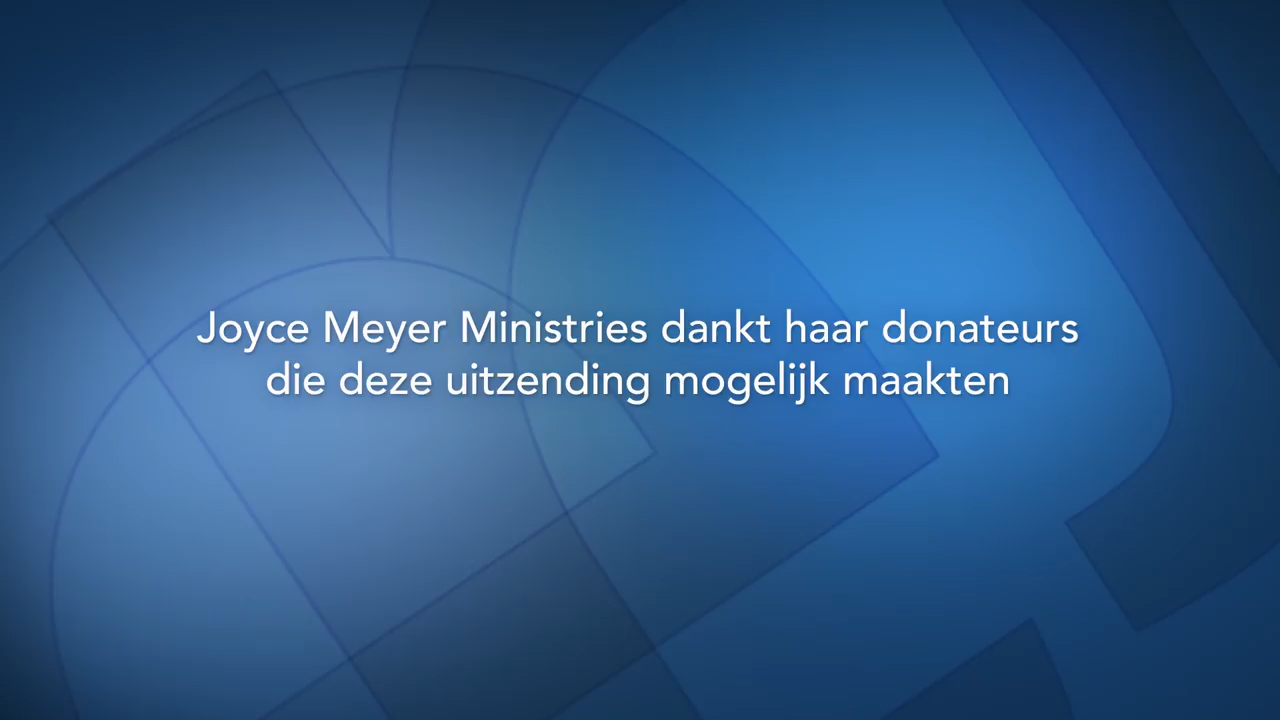 Joyce Meyer Ministries dankt haar donateurs
die deze uitzending mogelijk maakten